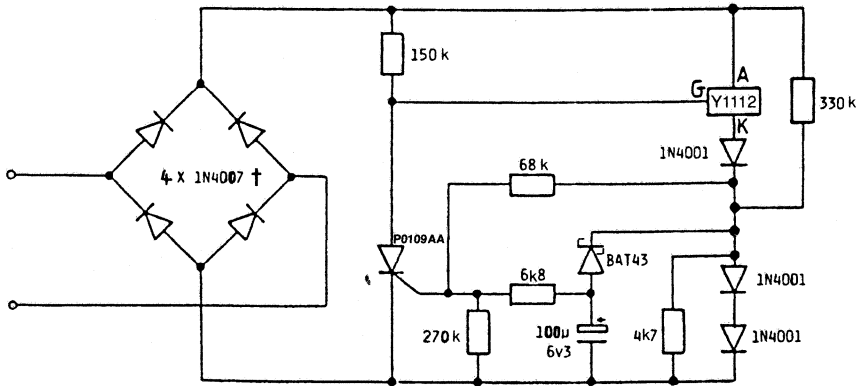 150 k
G
A
Y1112
K
330 k
1N4001
4 x 1N4007 †
68 k
P0109AA
BAT43
6k8
1N4001
270 k
100µ
6v3
+
4k7
1N4001